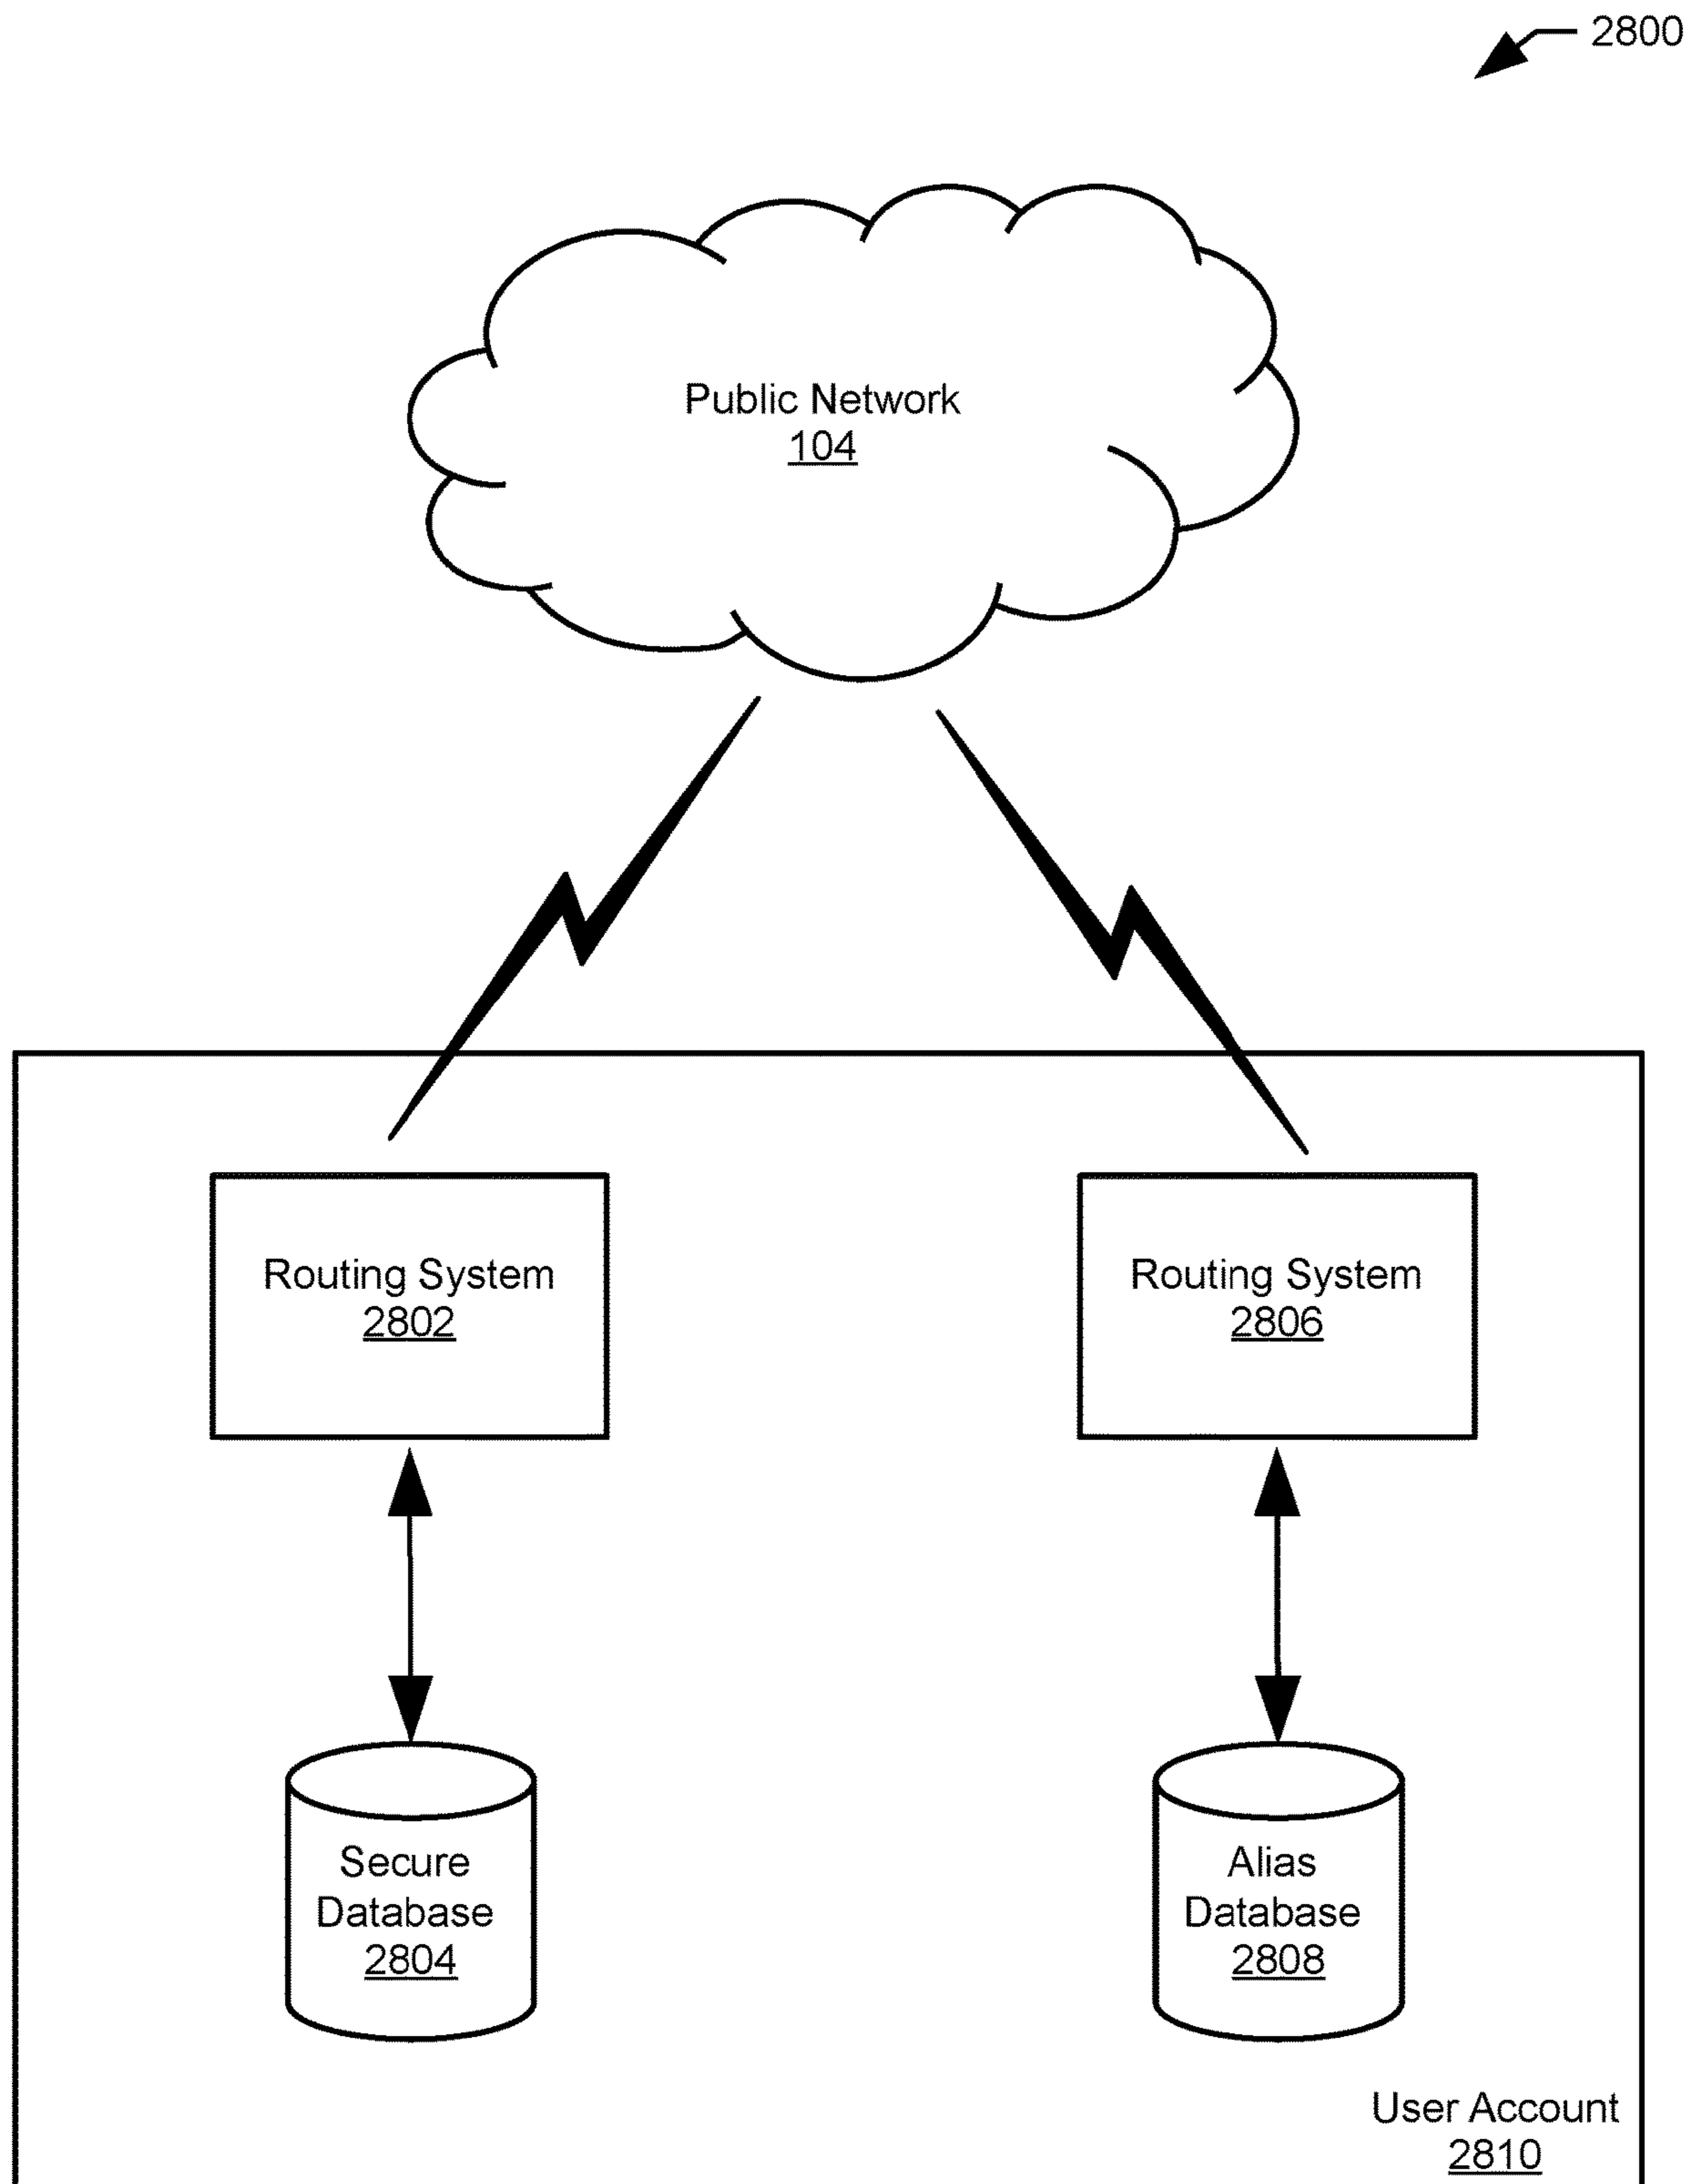 2800
Public Network
104
Routing System
2802
Routing System
2806
Secure
Database
2804
Alias
Database
2808
User Account
2810